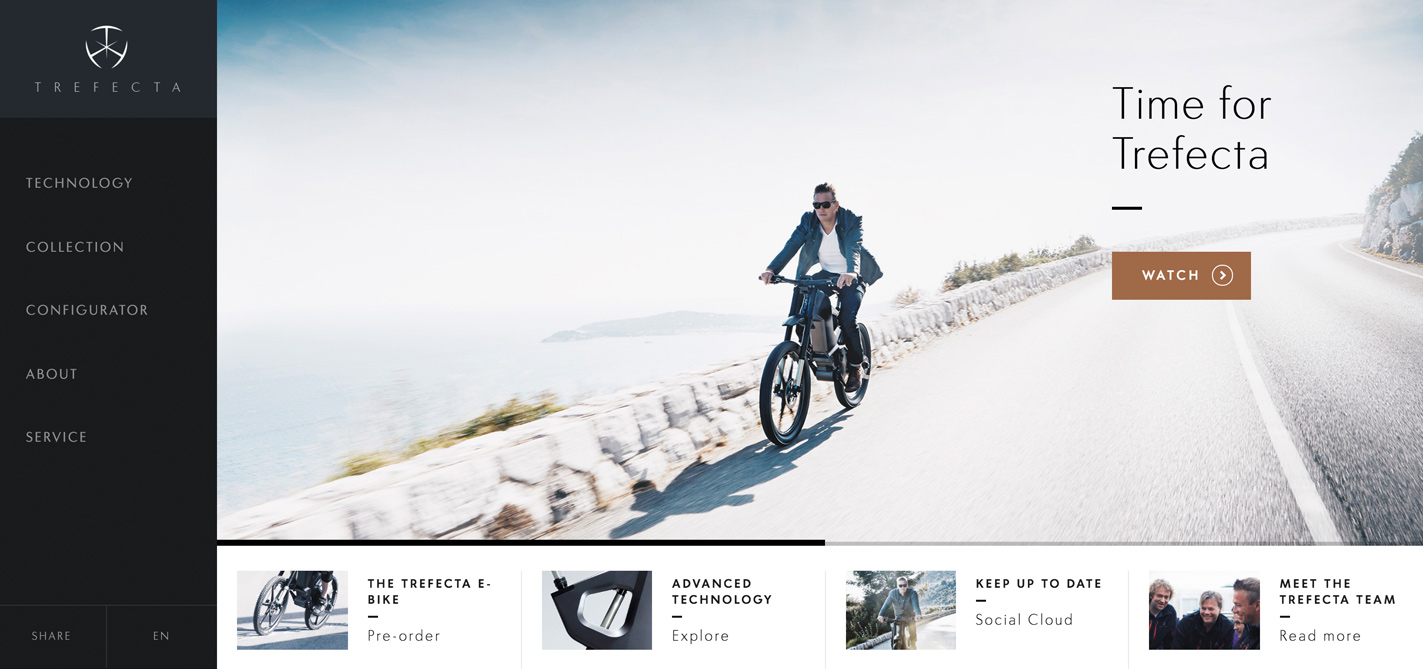 TREFECTA
TECHNOLOGY
COLLECTION
CONFIGURATOR
ABOUT
SERVICE
SHARE
EN
Time for
Trefecta
WATCH
THE TREFECTA E-
BIKE
Pre-order
ADVANCED
TECHNOLOGY
Explore
KEEP UP TO DATE
Social Cloud
MEET THE
TREFECTA TEAM
Read more